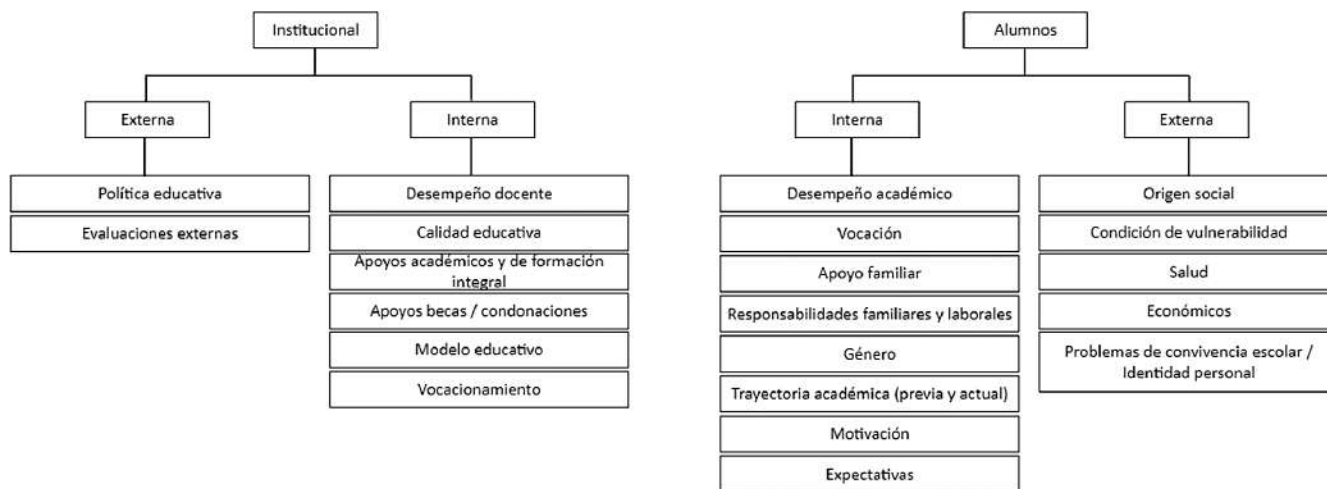 Institucional
Externa
Política educativa
Evaluaciones externas
Interna
Desempeño docente
Calidad educativa
Apoyos académicos y de formación
integral
Apoyos becas / condonaciones
Modelo educativo
Vocacionamiento
Alumnos
Interna
Desempeño académico
Vocación
Apoyo familiar
Responsabilidades familiares y laborales
Género
Trayectoria académica (previa y actual)
Motivación
Expectativas
Externa
Origen social
Condición de vulnerabilidad
Salud
Económicos
Problemas de convivencia escolar /
Identidad personal